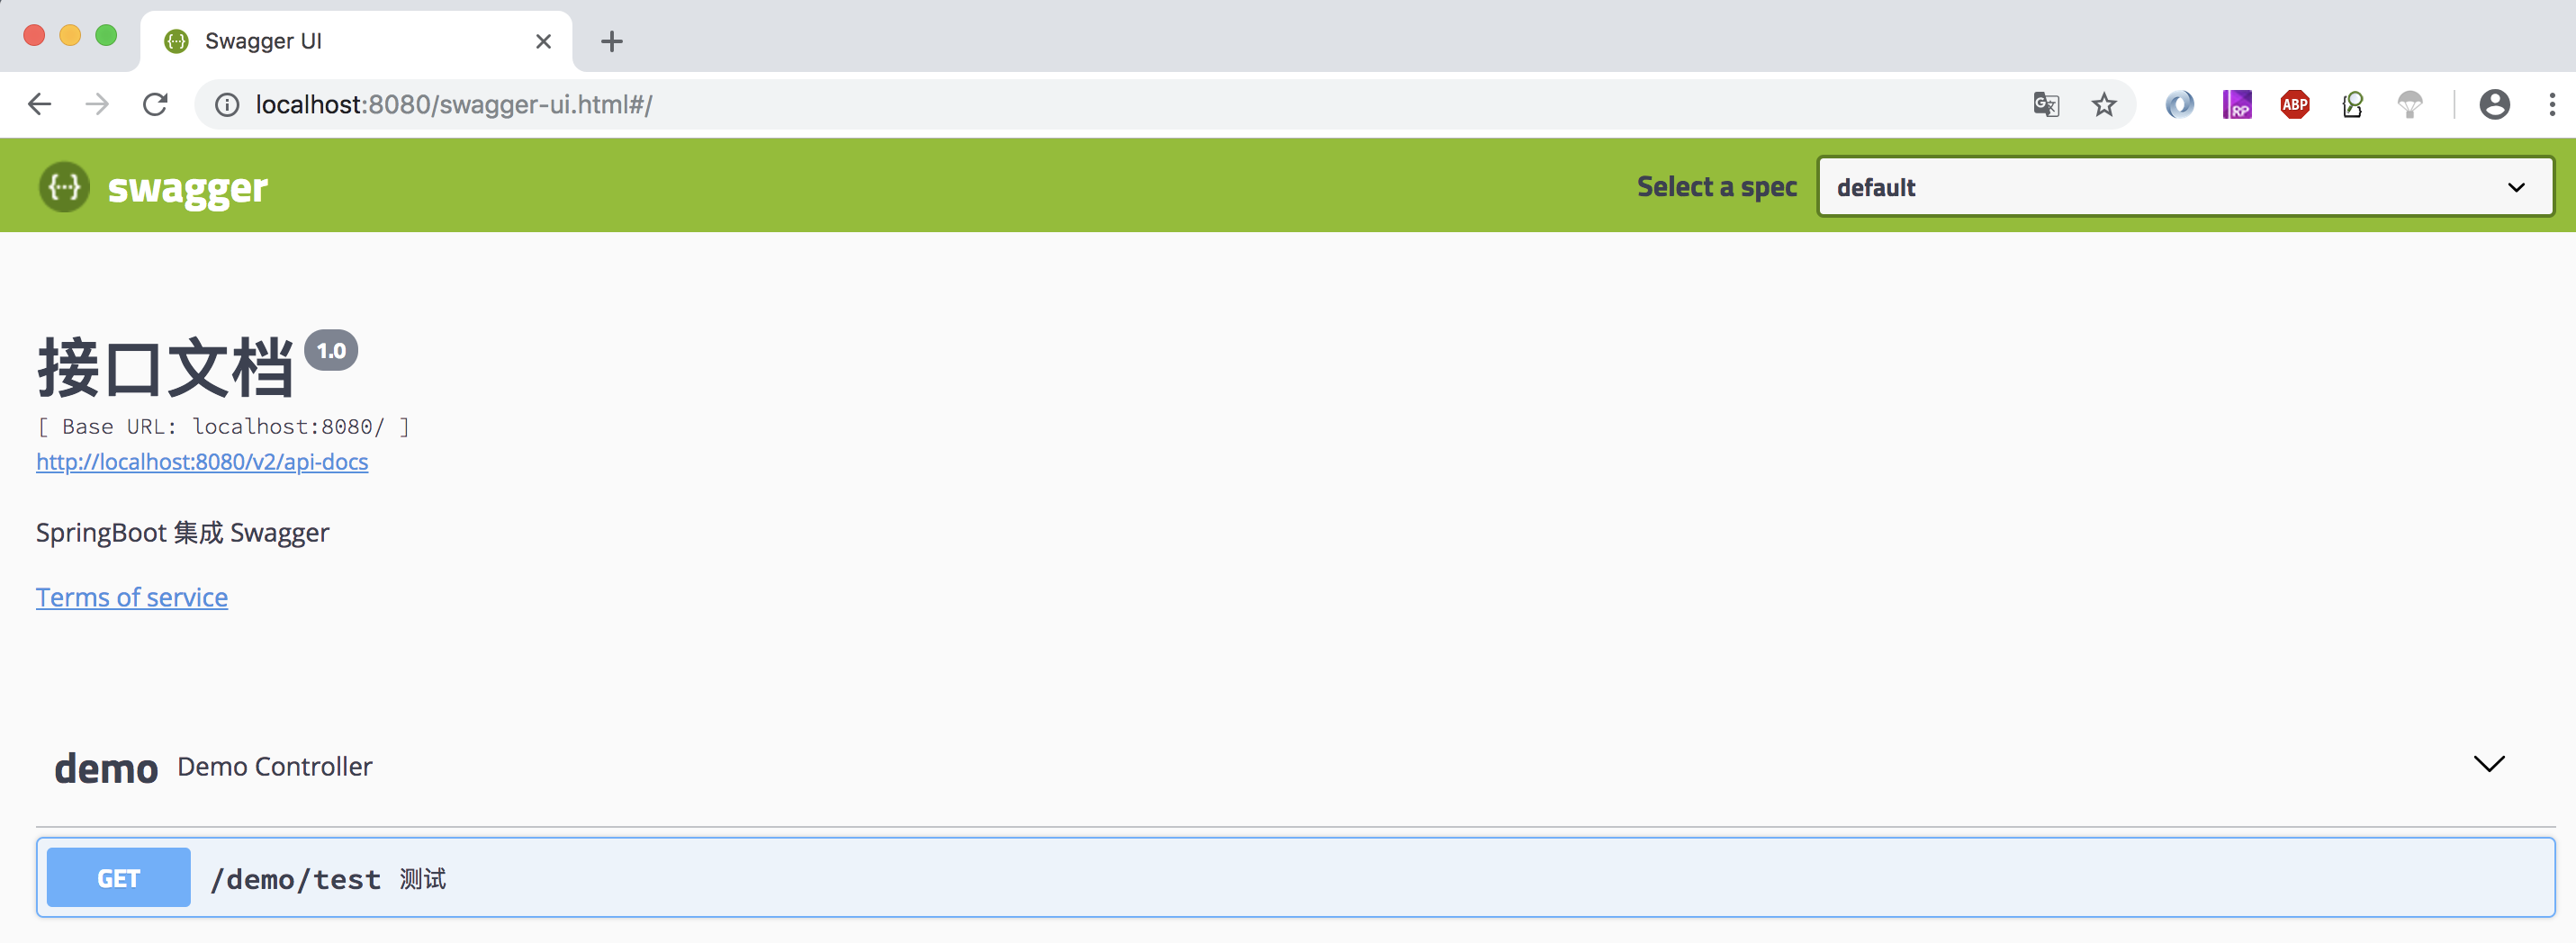 Swagger UI
localhost:8080/swagger-ui.html#/
RP
ABP
{···} swagger
Select a spec
default
接口文档 1.0
[ Base URL: localhost:8080/ ]
http://localhost:8080/v2/api-docs
SpringBoot 集成 Swagger
Terms of service
demo Demo Controller
GET /demo/test 测试